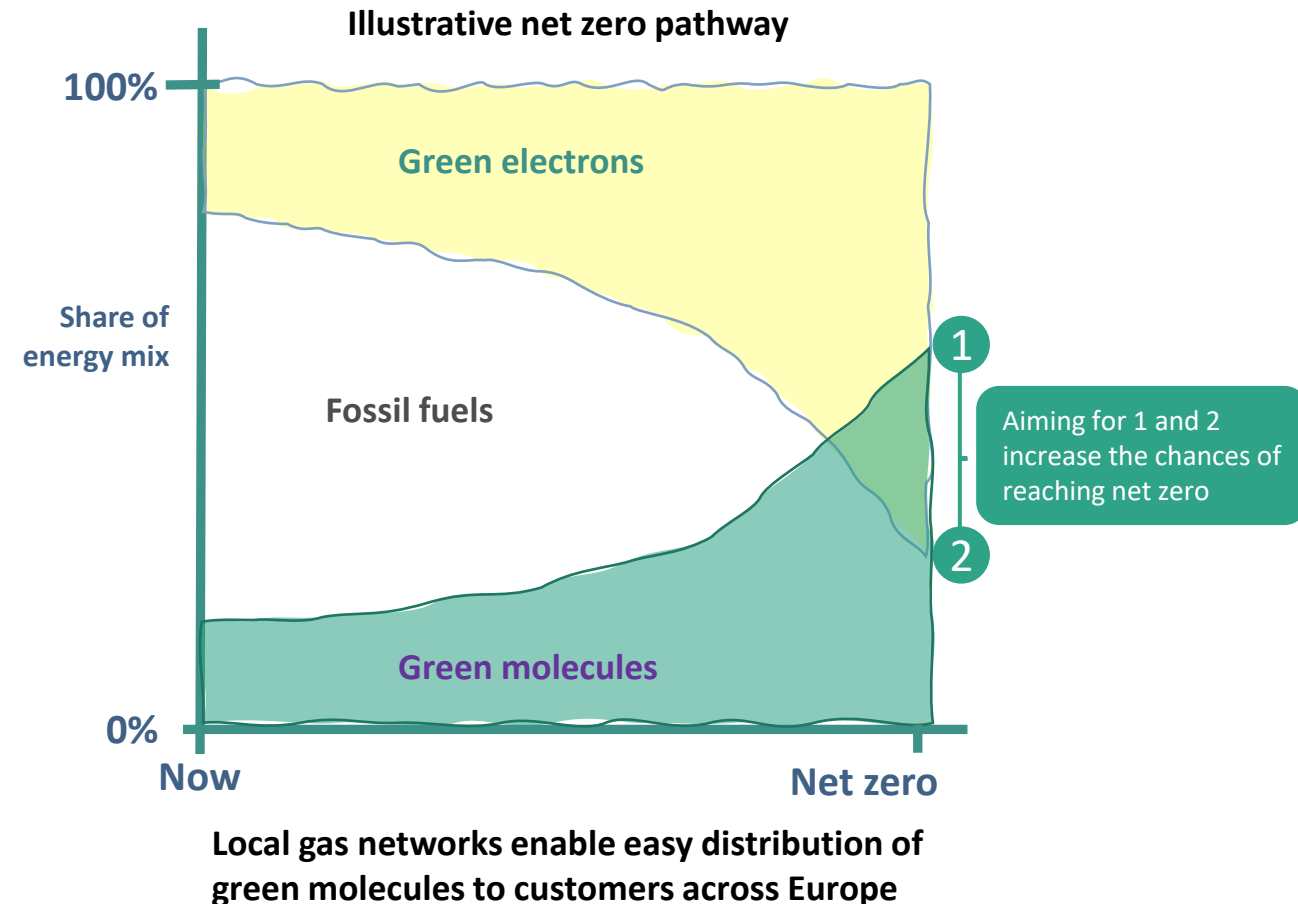 Illustrative net zero pathway
100%
Green electrons
Share of
energy mix
1
Fossil fuels
Aiming for 1 and 2
increase the chances of
reaching net zero
2
Green molecules
0%
Now
Net zero
Local gas networks enable easy distribution of
green molecules to customers across Europe